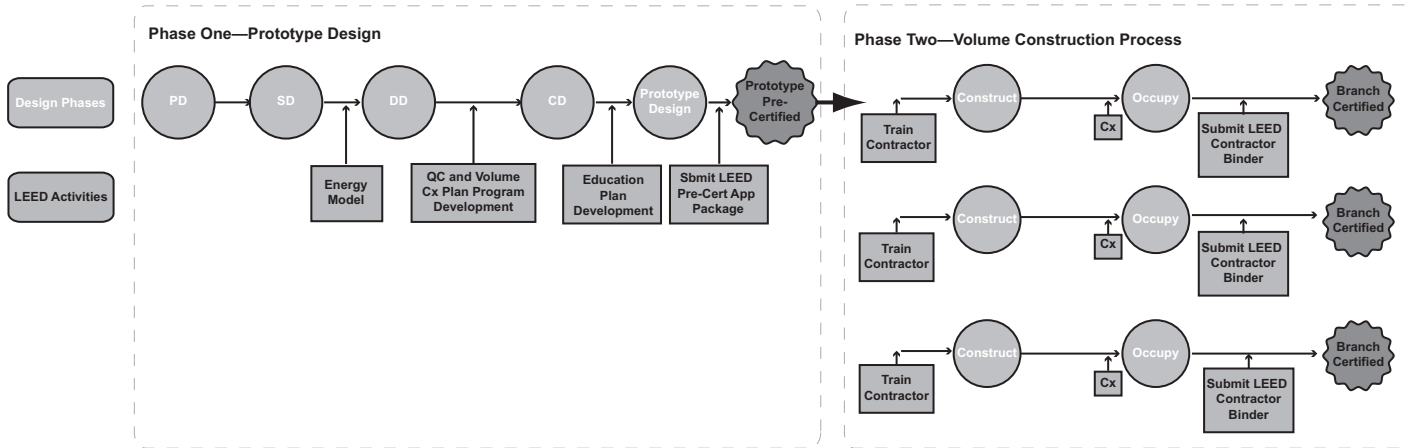 Phase One—Prototype Design
Design Phases
PD
SD
DD
CD
Prototype
Design
Prototype
Pre-
Certified
LEED Activities
Energy
Model
QC and Volume
Cx Plan Program
Development
Education
Plan
Development
Sbmit LEED
Pre-Cert App
Package
Phase Two—Volume Construction Process
Train
Contractor
Construct
Cx
Occupy
Submit LEED
Contractor
Binder
Branch
Certified
Train
Contractor
Construct
Cx
Occupy
Submit LEED
Contractor
Binder
Branch
Certified
Train
Contractor
Construct
Cx
Occupy
Submit LEED
Contractor
Binder
Branch
Certified